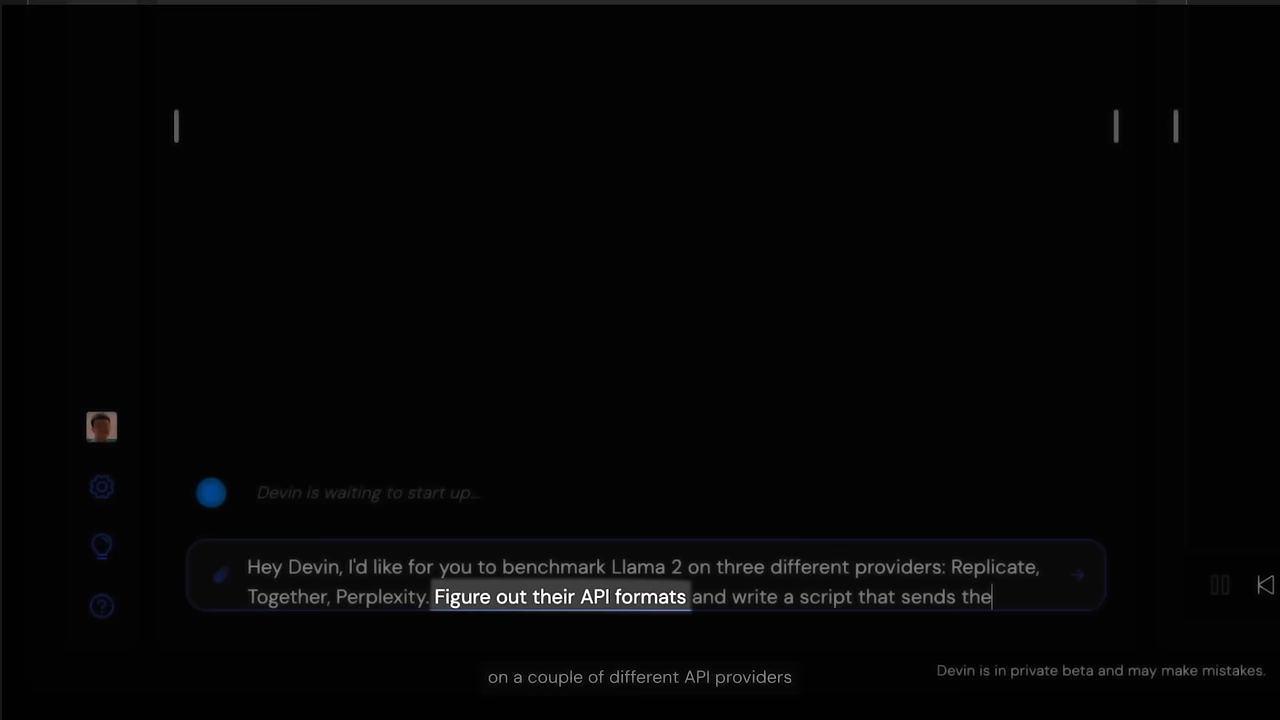 Devin is waiting to start up...
Hey Devin, I'd like for you to benchmark Llama 2 on three different providers: Replicate,
Together, Perplexity. Figure out their API formats and write a script that sends the
on a couple of different API providers
Devin is in private beta and may make mistakes.